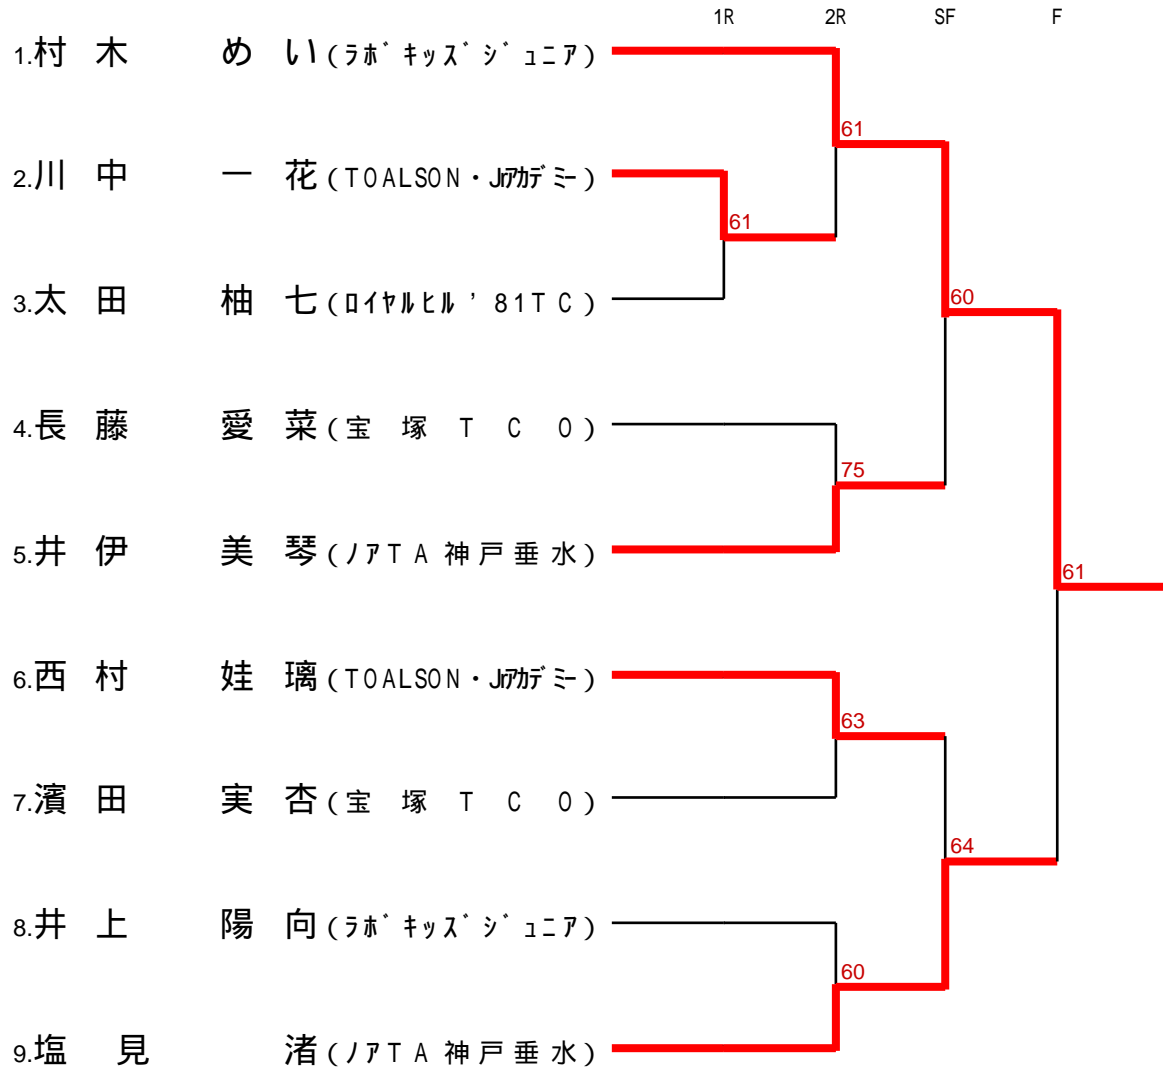 1R 2R SF F
1.村木 めい(ﾗﾎﾞｷｯｽﾞｼﾞｭﾆｱ)
61
2.川中 一花(TOALSON・Jrｱｶﾃﾞﾐｰ)
61
3.太田 柚七(ﾛｲﾔﾙﾋﾙ’81TC)
60
4.長藤 愛菜(宝塚TCO)
75
5.井伊 美琴(ﾉｱTA神戸垂水)
61
6.西村 娃璃(TOALSON・Jrｱｶﾃﾞﾐｰ)
63
7.濱田 実杏(宝塚TCO)
64
8.井上 陽向(ﾗﾎﾞｷｯｽﾞｼﾞｭﾆｱ)
60
9.塩見 渚(ﾉｱTA神戸垂水)